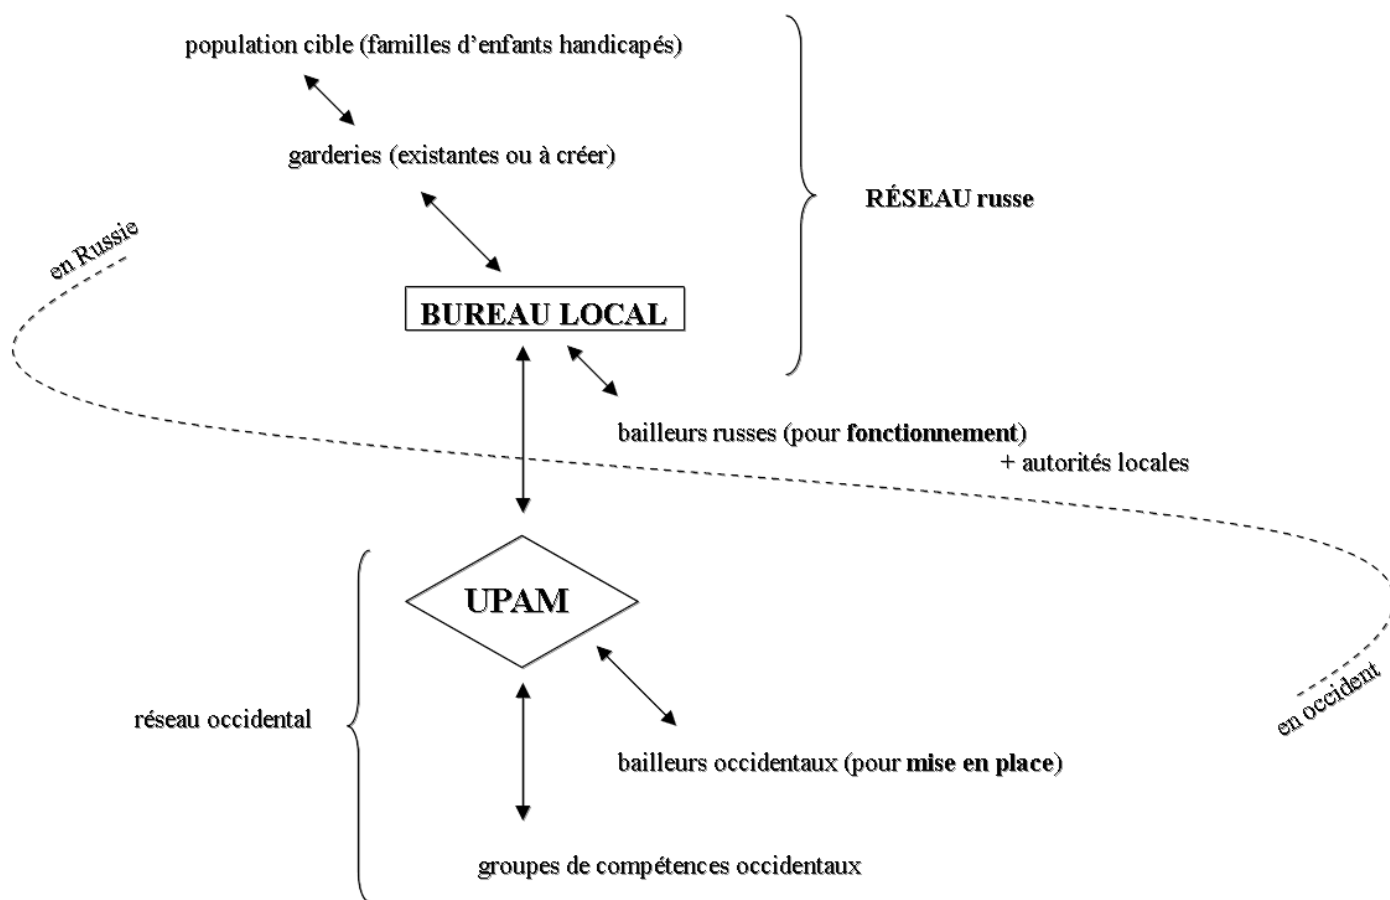 population cible (familles d’enfants handicapés)
garderies (existantes ou à créer)
RÉSEAU russe
en Russie
BUREAU LOCAL
bailleurs russes (pour fonctionnement)
+ autorités locales
UPAM
réseau occidental
en occident
bailleurs occidentaux (pour mise en place)
groupes de compétences occidentaux